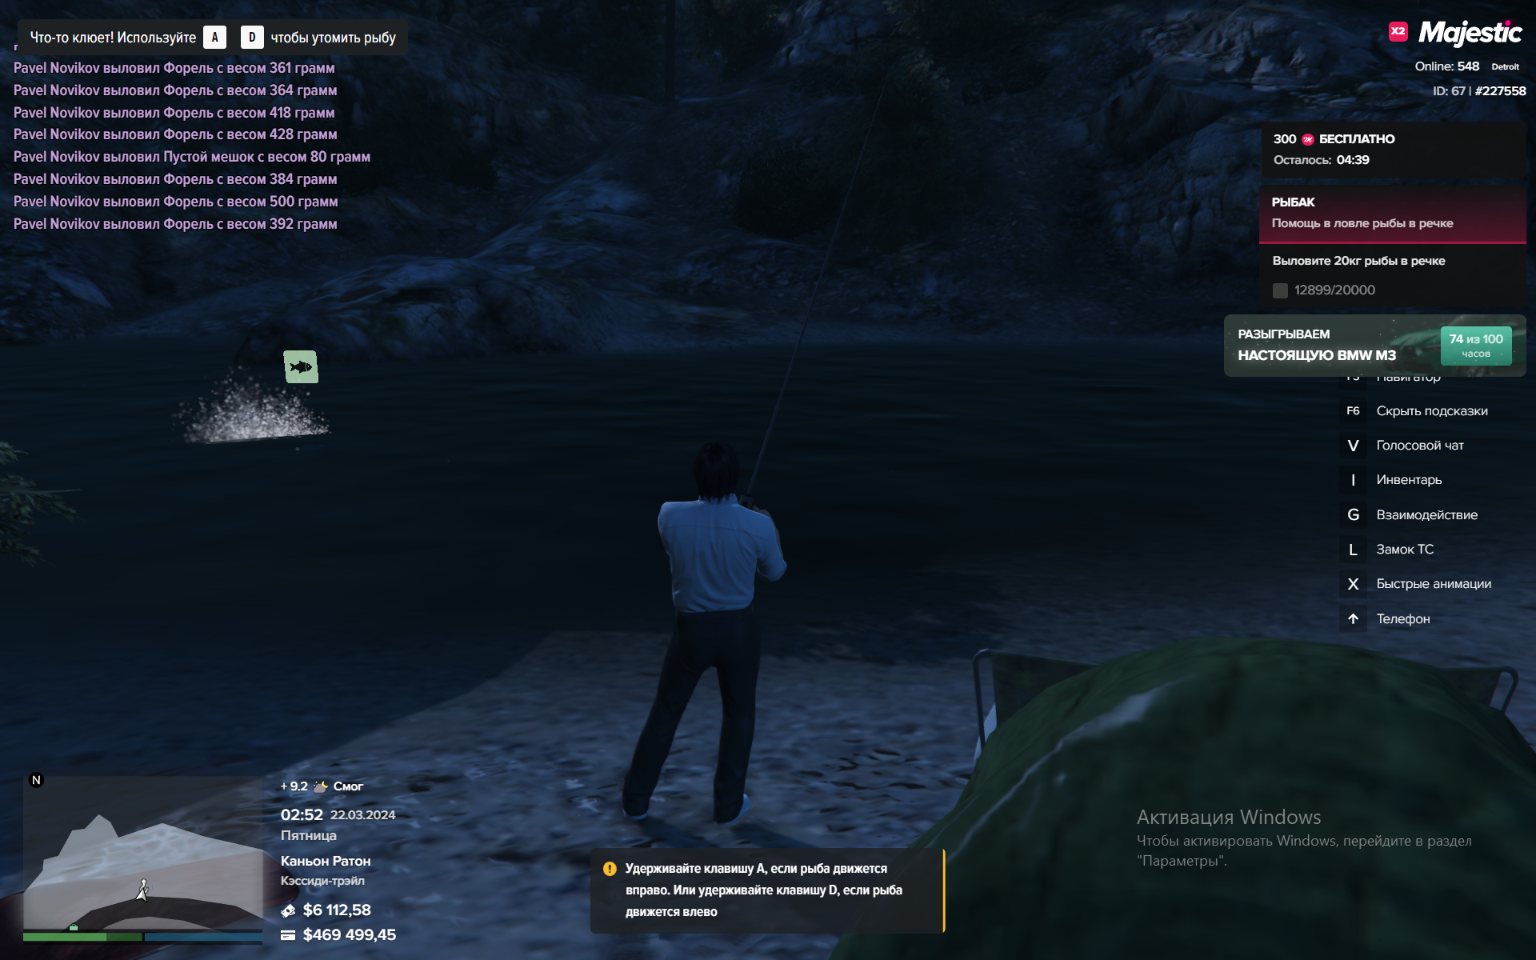 Что-то клюет! Используйте A D чтобы утомить рыбу
Pavel Novikov выловил Форель с весом 361 грамм
Pavel Novikov выловил Форель с весом 364 грамм
Pavel Novikov выловил Форель с весом 418 грамм
Pavel Novikov выловил Форель с весом 428 грамм
Pavel Novikov выловил Пустой мешок с весом 80 грамм
Pavel Novikov выловил Форель с весом 384 грамм
Pavel Novikov выловил Форель с весом 500 грамм
Pavel Novikov выловил Форель с весом 392 грамм
X2 Majestic
Online: 548 Detroit
ID: 67 | #227558
300 БЕСПЛАТНО
Осталось: 04:39
РЫБАК
Помощь в ловле рыбы в речке
Выловите 20кг рыбы в речке
12899/20000
РАЗЫГРЫВАЕМ
НАСТОЯЩУЮ BMW M3
74 из 100
часов
Навигатор
F6 Скрыть подсказки
V Голосовой чат
I Инвентарь
G Взаимодействие
L Замок ТС
X Быстрые анимации
↑ Телефон
N
+ 9.2 Смог
02:52 22.03.2024
Пятница
Каньон Ратон
Кэссиди-трэйл
$6 112,58
$469 499,45
Удерживайте клавишу А, если рыба движется
вправо. Или удерживайте клавишу D, если рыба
движется влево
Активация Windows
Чтобы активировать Windows, перейдите в раздел
"Параметры".